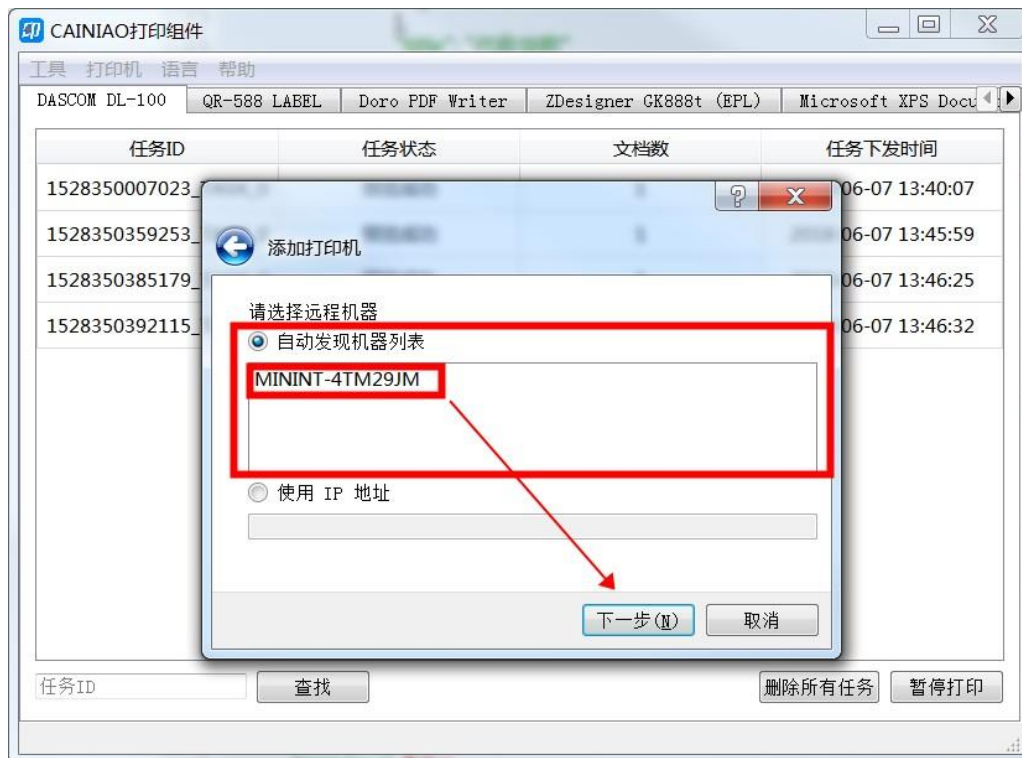 CAINIAO打印组件
工具 打印机 语言 帮助
DASCOM DL-100 QR-588 LABEL Doro PDF Writer ZDesigner GK888t (EPL) Microsoft XPS Docu
任务ID 任务状态 文档数 任务下发时间
1528350007023_ 06-07 13:40:07
1528350359253_ 06-07 13:45:59
1528350385179_ 06-07 13:46:25
1528350392115_ 06-07 13:46:32
添加打印机
请选择远程机器
自动发现机器列表
MININT-4TM29JM
使用 IP 地址
下一步(N) 取消
任务ID 查找 删除所有任务 暂停打印